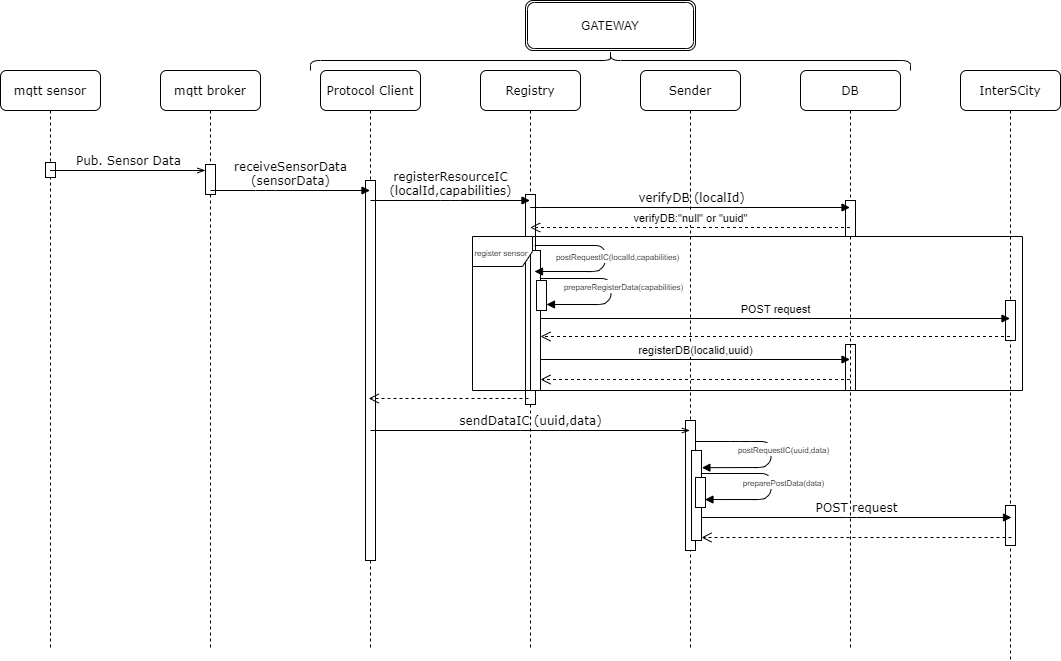 GATEWAY
mqtt sensor
mqtt broker
Protocol Client
Registry
Sender
DB
InterSCity
Pub. Sensor Data
receiveSensorData
(sensorData)
registerResourceIC
(localId,capabilities)
verifyDB (localId)
verifyDB:"null" or "uuid"
register sensor
postRequestIC(localId,capabilities)
prepareRegisterData(capabilities)
POST request
registerDB(localid,uuid)
sendDataIC (uuid,data)
postRequestIC(uuid,data)
preparePostData(data)
POST request